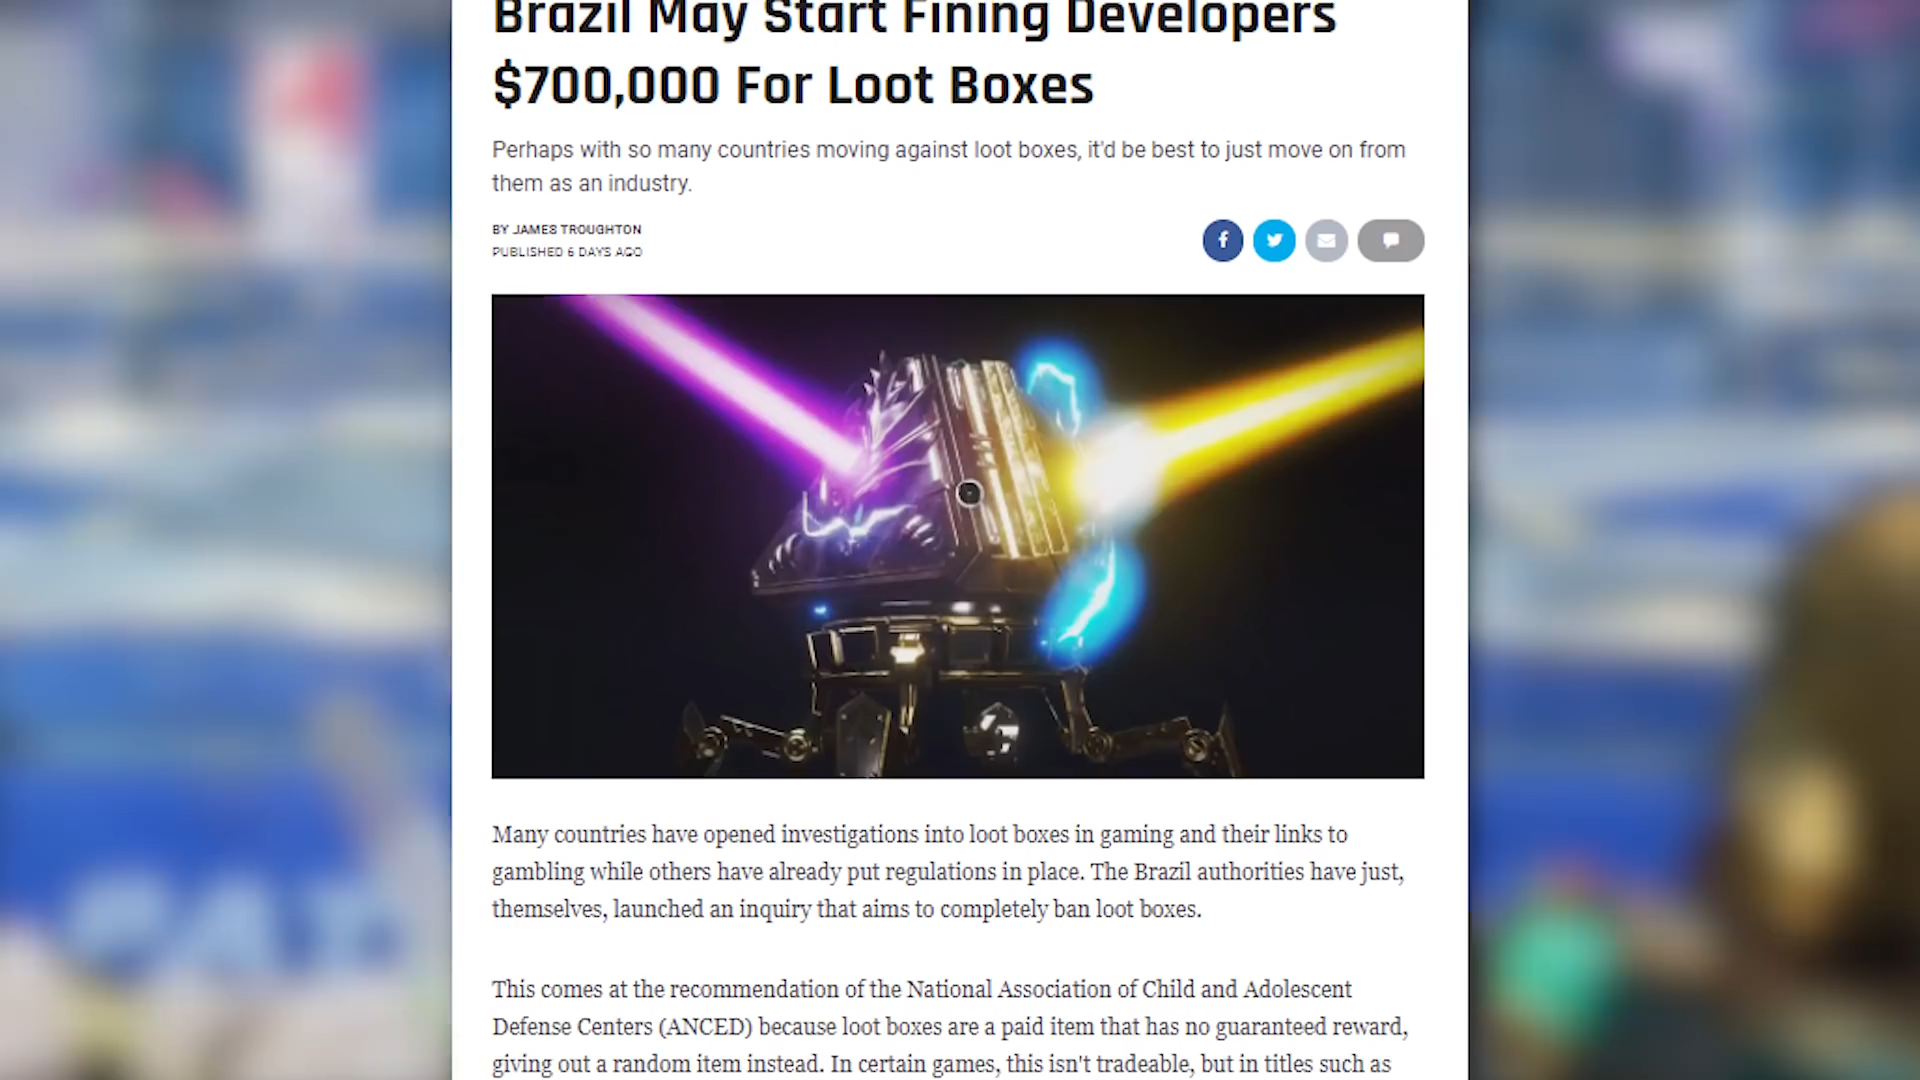 Brazil May Start Fining Developers
$700,000 For Loot Boxes
Perhaps with so many countries moving against loot boxes, it'd be best to just move on from
them as an industry.
BY JAMES TROUGHTON
PUBLISHED 6 DAYS AGO
Many countries have opened investigations into loot boxes in gaming and their links to
gambling while others have already put regulations in place. The Brazil authorities have just,
themselves, launched an inquiry that aims to completely ban loot boxes.
This comes at the recommendation of the National Association of Child and Adolescent
Defense Centers (ANCED) because loot boxes are a paid item that has no guaranteed reward,
giving out a random item instead. In certain games, this isn't tradeable, but in titles such as